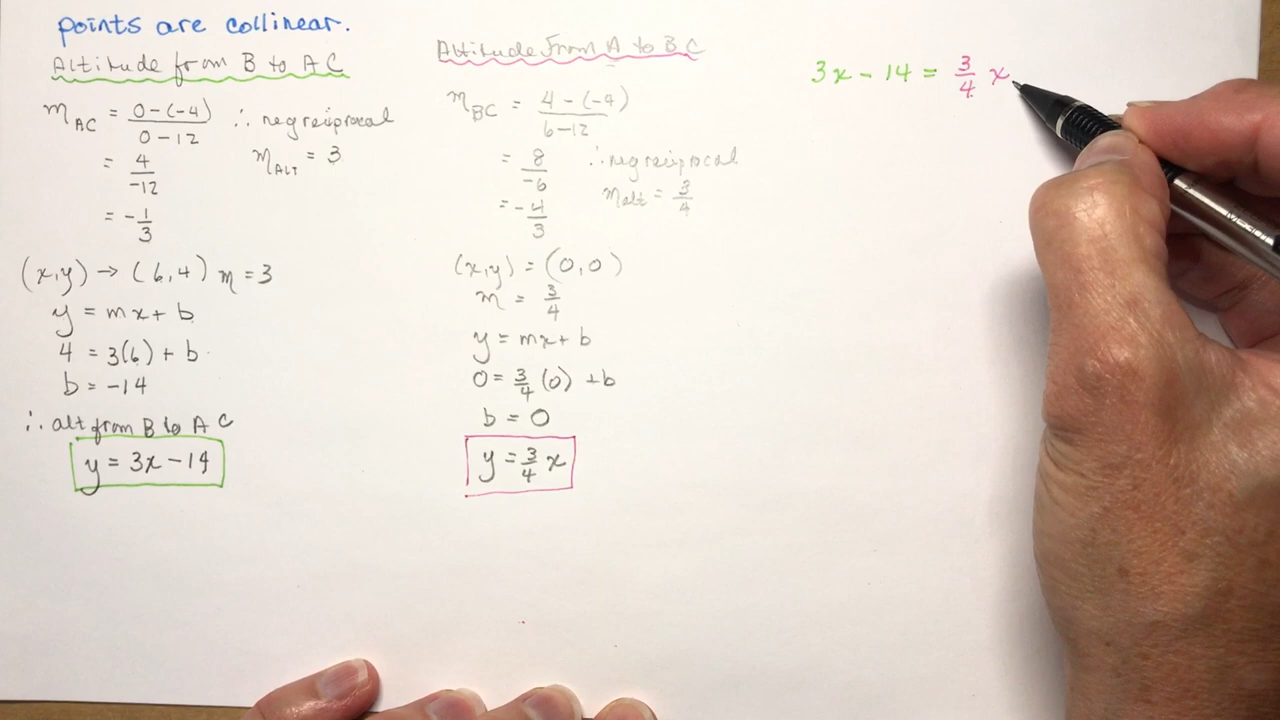 points are collinear.
Altitude from B to AC
m_AC = 0-(-4) / 0-12 ∴ neg reciprocal
= 4/-12 m_ALT = 3
= -1/3
(x,y) → (6,4) m = 3
y = mx + b
4 = 3(6) + b
b = -14
∴ alt from B to AC
y = 3x - 14
Altitude from A to BC
m_BC = 4-(-4) / 6-12
= 8/-6 ∴ neg reciprocal
= -4/3 m_alt = 3/4
(x,y) = (0,0)
m = 3/4
y = mx + b
0 = 3/4 (0) + b
b = 0
y = 3/4 x
3x - 14 = 3/4 x